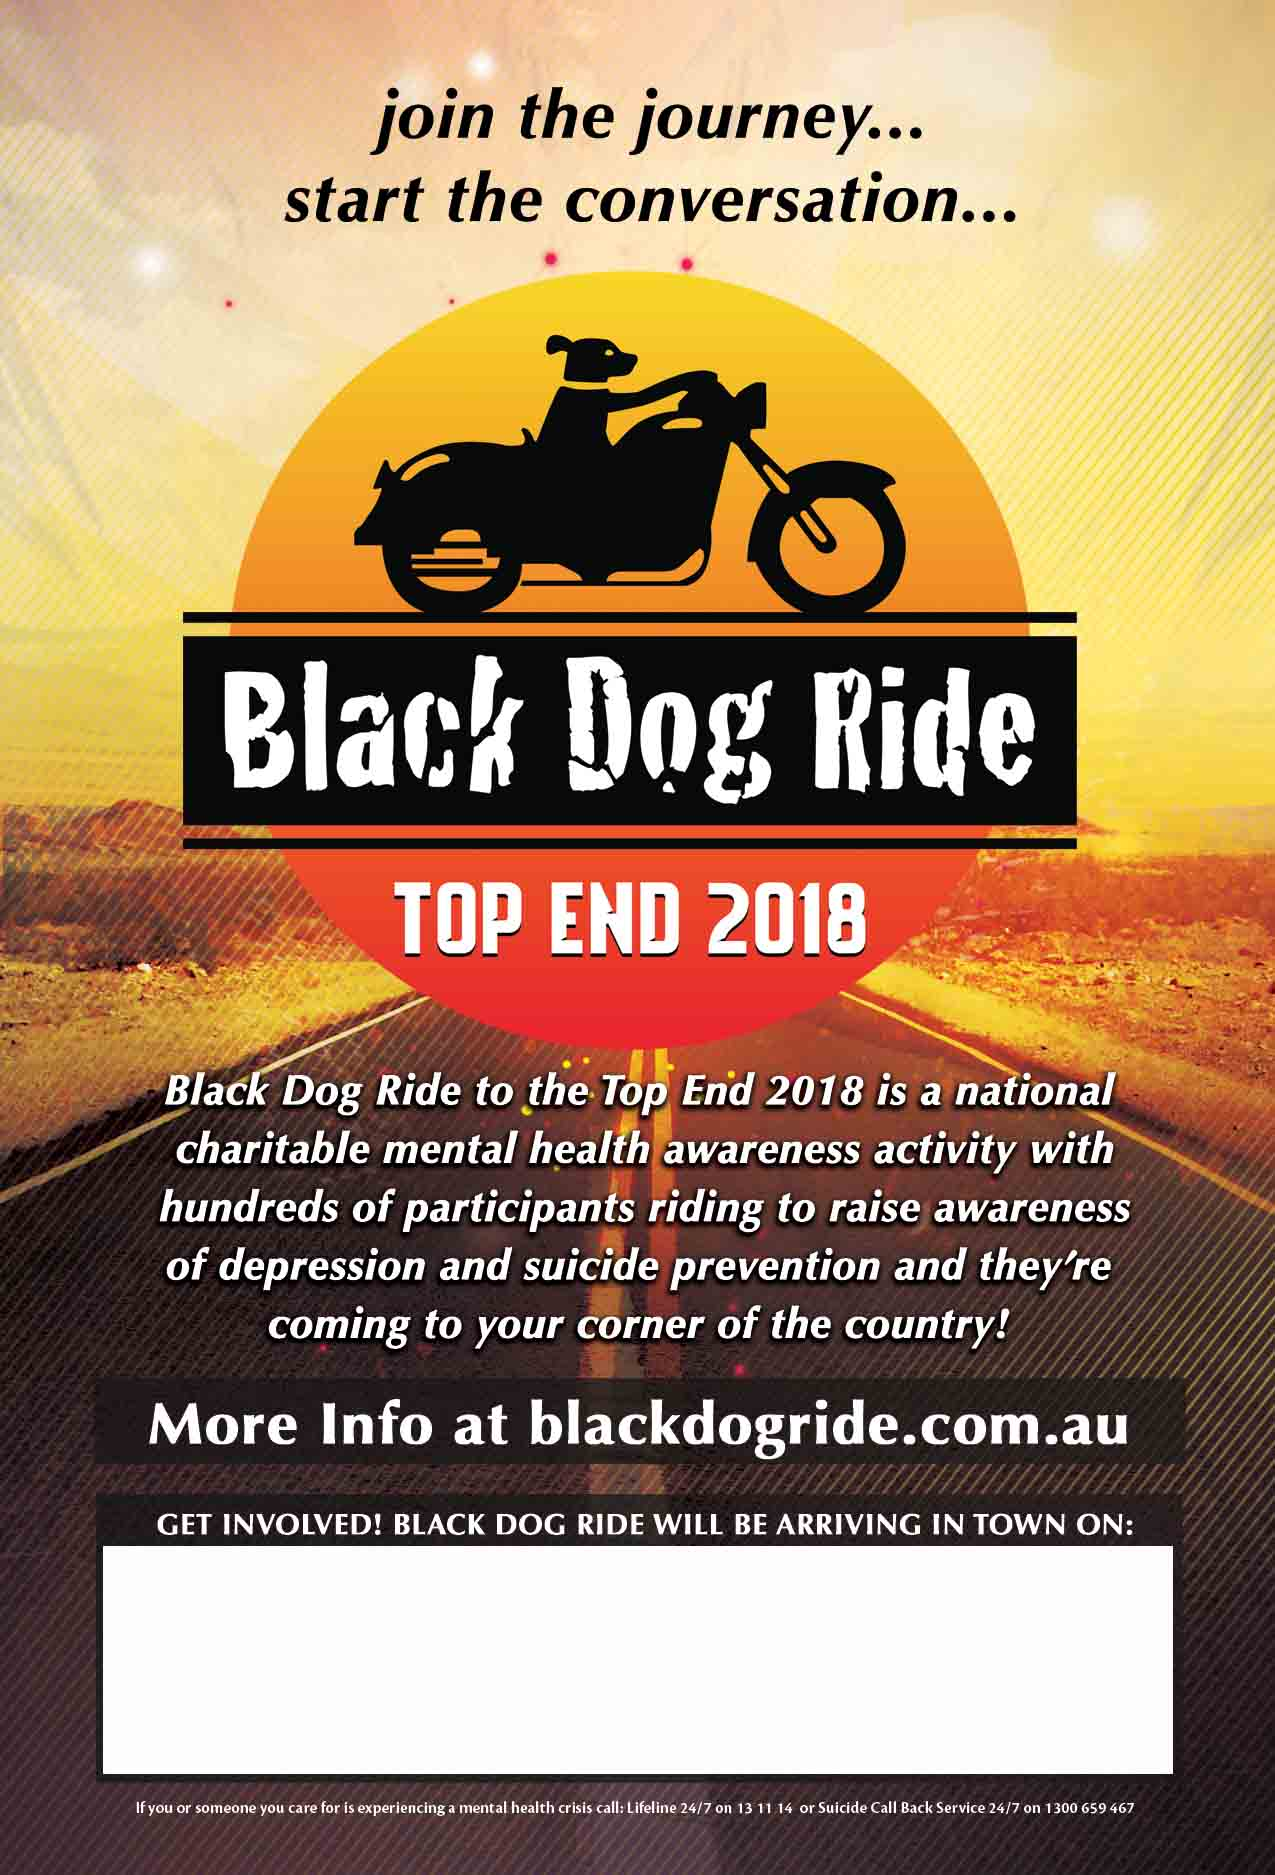 join the journey...
start the conversation...
Black Dog Ride
TOP END 2018
Black Dog Ride to the Top End 2018 is a national
charitable mental health awareness activity with
hundreds of participants riding to raise awareness
of depression and suicide prevention and they're
coming to your corner of the country!
More Info at blackdogride.com.au
GET INVOLVED! BLACK DOG RIDE WILL BE ARRIVING IN TOWN ON:
If you or someone you care for is experiencing a mental health crisis call: Lifeline 24/7 on 13 11 14 or Suicide Call Back Service 24/7 on 1300 659 467